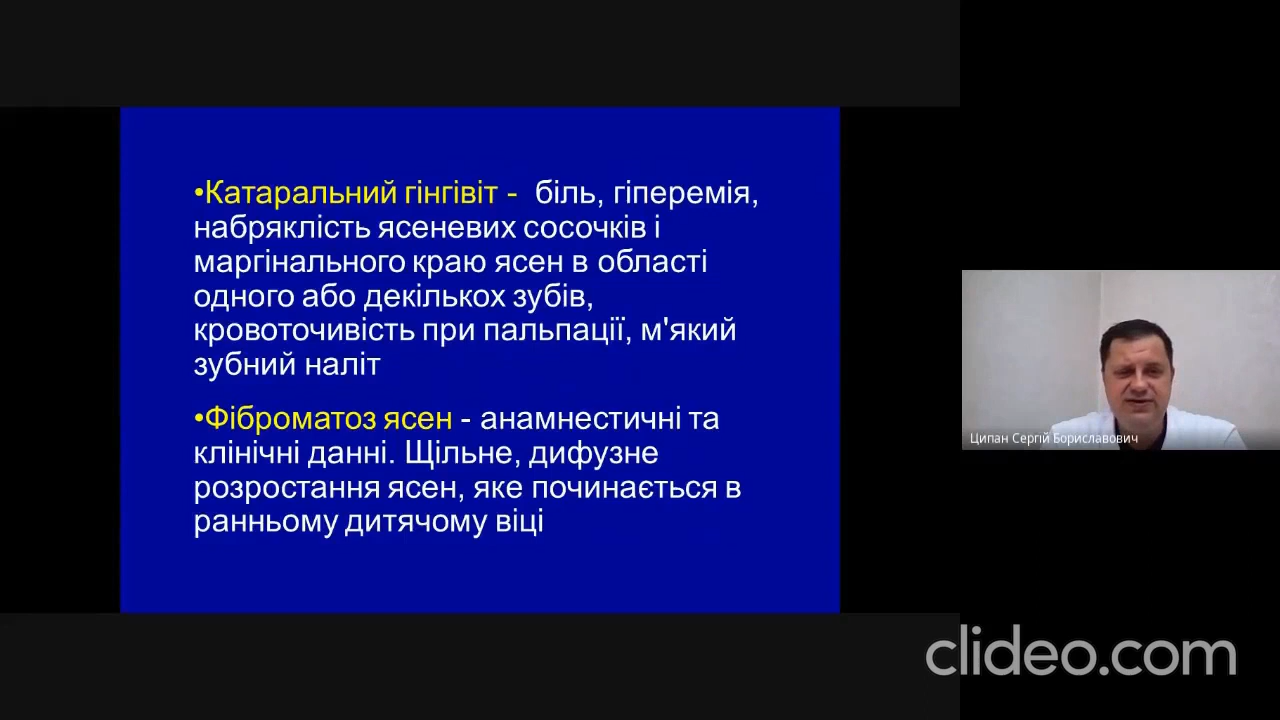 •Катаральний гінгівіт - біль, гіперемія,
набряклість ясеневих сосочків і
маргінального краю ясен в області
одного або декількох зубів,
кровоточивість при пальпації, м'який
зубний наліт
•Фіброматоз ясен - анамнестичні та
клінічні данні. Щільне, дифузне
розростання ясен, яке починається в
ранньому дитячому віці
Ципан Сергій Бориславович
clideo.com